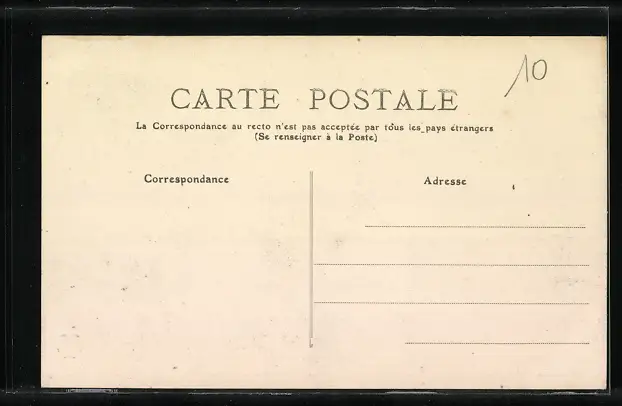 10
CARTE POSTALE
La Correspondance au recto n'est pas acceptée par tous les pays étrangers
(Se renseigner à la Poste)
Correspondance
Adresse